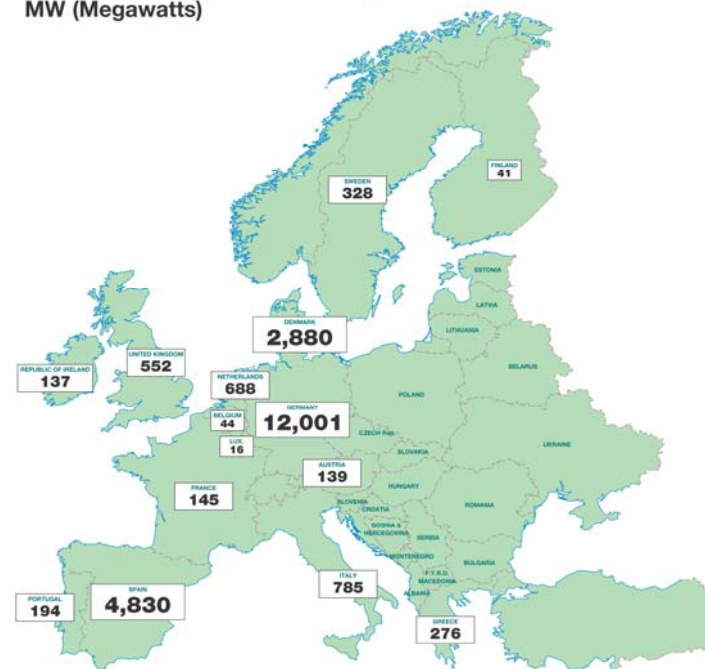 MW (Megawatts)
FINLAND
41
SWEDEN
328
ESTONIA
LATVIA
LITHUANIA
DENMARK
2,880
UNITED KINGDOM
552
REPUBLIC OF IRELAND
137
BELARUS
NETHERLANDS
688
POLAND
GERMANY
12,001
BELGIUM
44
CZECH Rep.
LUX.
16
UKRAINE
SLOVAKIA
AUSTRIA
139
HUNGARY
FRANCE
145
SLOVENIA
CROATIA
ROMANIA
BOSNIA &
HERCEGOVINA
SERBIA
MONTENEGRO
BULGARIA
ITALY
785
F.Y.R.O.
MACEDONIA
ALBANIA
PORTUGAL
194
SPAIN
4,830
GREECE
276